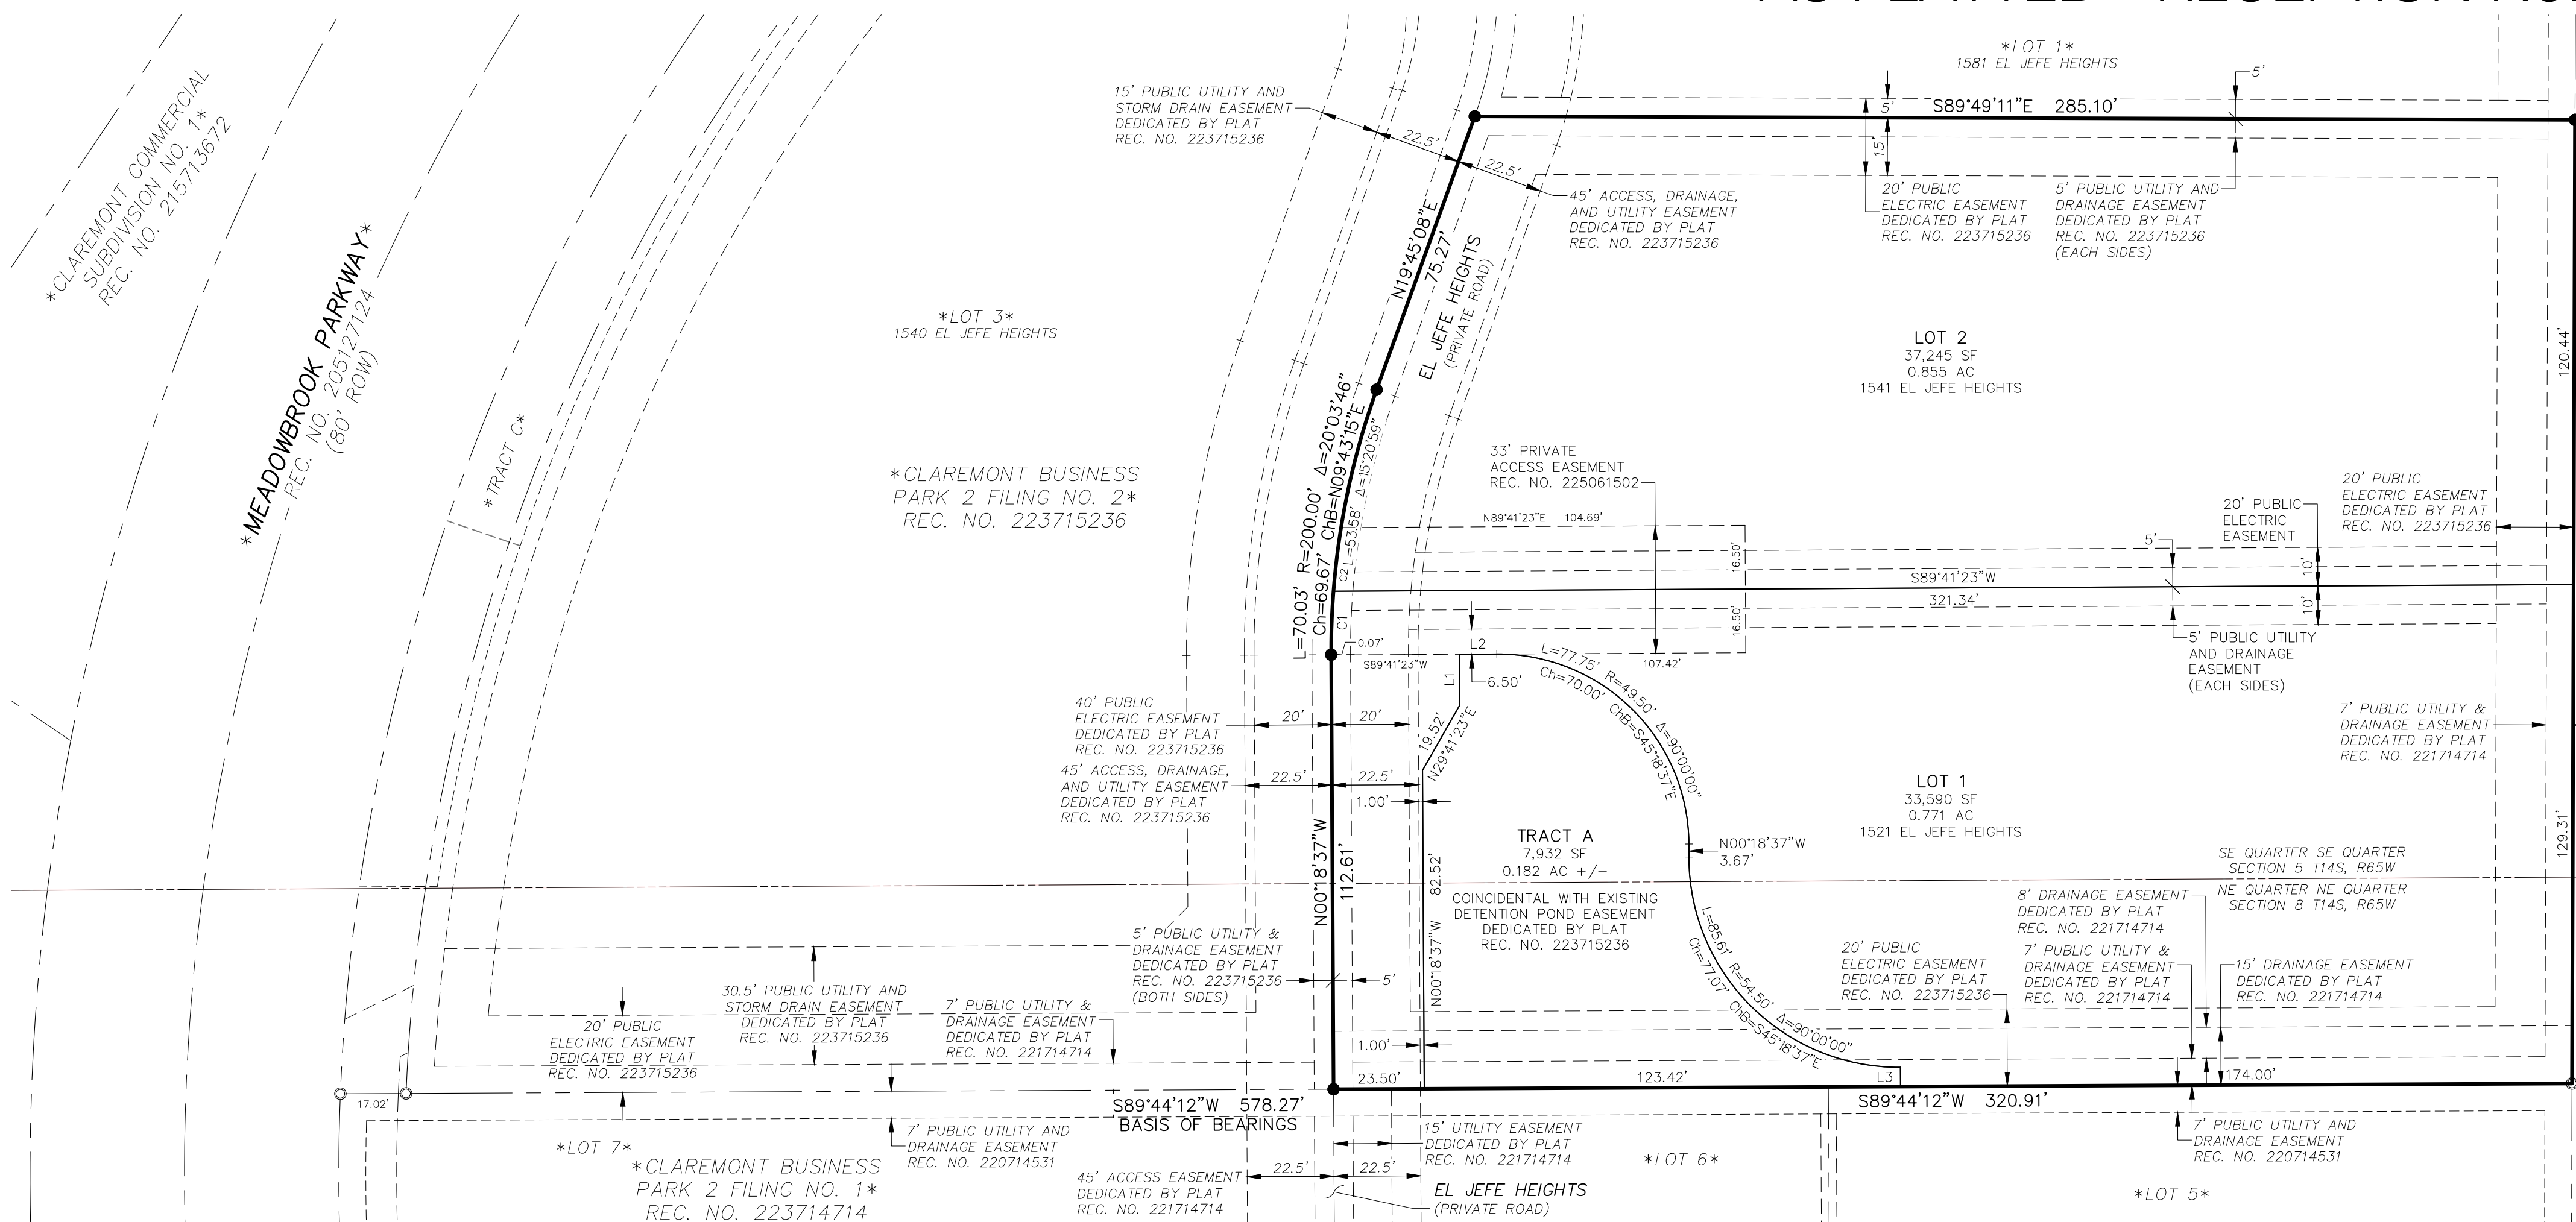 *LOT 1*
1581 EL JEFE HEIGHTS
5'
5'
S89°49'11"E 285.10'
15'
15' PUBLIC UTILITY AND
STORM DRAIN EASEMENT
DEDICATED BY PLAT
REC. NO. 223715236
22.5'
22.5'
*CLAREMONT COMMERCIAL
SUBDIVISION NO. 1*
REC. NO. 215713672
45' ACCESS, DRAINAGE,
AND UTILITY EASEMENT
DEDICATED BY PLAT
REC. NO. 223715236
20' PUBLIC
ELECTRIC EASEMENT
DEDICATED BY PLAT
REC. NO. 223715236
5' PUBLIC UTILITY AND
DRAINAGE EASEMENT
DEDICATED BY PLAT
REC. NO. 223715236
(EACH SIDES)
*MEADOWBROOK PARKWAY*
REC. NO. 205127124
(80' ROW)
*TRACT C*
N19°45'08"E
75.27'
EL JEFE HEIGHTS
(PRIVATE ROAD)
*LOT 3*
1540 EL JEFE HEIGHTS
LOT 2
37,245 SF
0.855 AC
1541 EL JEFE HEIGHTS
120.44'
*CLAREMONT BUSINESS
PARK 2 FILING NO. 2*
REC. NO. 223715236
L=70.03' R=200.00' Δ=20°03'46"
Ch=69.67' ChB=N09°43'15"E
C2 L=53.58' Δ=15°20'59"
C1
33' PRIVATE
ACCESS EASEMENT
REC. NO. 225061502
N89°41'23"E 104.69'
16.50'
16.50'
20' PUBLIC
ELECTRIC
EASEMENT
20' PUBLIC
ELECTRIC EASEMENT
DEDICATED BY PLAT
REC. NO. 223715236
5'
10'
10'
S89°41'23"W
321.34'
0.07'
S89°41'23"W
L2
107.42'
L1
6.50'
5' PUBLIC UTILITY
AND DRAINAGE
EASEMENT
(EACH SIDES)
L=77.75' R=49.50' Δ=90°00'00"
Ch=70.00' ChB=S45°18'37"E
40' PUBLIC
ELECTRIC EASEMENT
DEDICATED BY PLAT
REC. NO. 223715236
20'
20'
19.52'
N29°41'23"E
7' PUBLIC UTILITY &
DRAINAGE EASEMENT
DEDICATED BY PLAT
REC. NO. 221714714
45' ACCESS, DRAINAGE,
AND UTILITY EASEMENT
DEDICATED BY PLAT
REC. NO. 223715236
22.5'
22.5'
1.00'
LOT 1
33,590 SF
0.771 AC
1521 EL JEFE HEIGHTS
129.31'
N00°18'37"W
112.61'
TRACT A
7,932 SF
0.182 AC +/-
COINCIDENTAL WITH EXISTING
DETENTION POND EASEMENT
DEDICATED BY PLAT
REC. NO. 223715236
N00°18'37"W
3.67'
N00°18'37"W 82.52'
SE QUARTER SE QUARTER
SECTION 5 T14S, R65W
NE QUARTER NE QUARTER
SECTION 8 T14S, R65W
L=85.61' R=54.50' Δ=90°00'00"
Ch=77.07' ChB=S45°18'37"E
8' DRAINAGE EASEMENT
DEDICATED BY PLAT
REC. NO. 221714714
5' PUBLIC UTILITY &
DRAINAGE EASEMENT
DEDICATED BY PLAT
REC. NO. 223715236
(BOTH SIDES)
5'
20' PUBLIC
ELECTRIC EASEMENT
DEDICATED BY PLAT
REC. NO. 223715236
7' PUBLIC UTILITY &
DRAINAGE EASEMENT
DEDICATED BY PLAT
REC. NO. 221714714
15' DRAINAGE EASEMENT
DEDICATED BY PLAT
REC. NO. 221714714
20' PUBLIC
ELECTRIC EASEMENT
DEDICATED BY PLAT
REC. NO. 223715236
30.5' PUBLIC UTILITY AND
STORM DRAIN EASEMENT
DEDICATED BY PLAT
REC. NO. 223715236
7' PUBLIC UTILITY &
DRAINAGE EASEMENT
DEDICATED BY PLAT
REC. NO. 221714714
1.00'
17.02'
23.50'
123.42'
L3
174.00'
S89°44'12"W 578.27'
BASIS OF BEARINGS
S89°44'12"W 320.91'
*LOT 7*
*CLAREMONT BUSINESS
PARK 2 FILING NO. 1*
REC. NO. 223714714
7' PUBLIC UTILITY AND
DRAINAGE EASEMENT
REC. NO. 220714531
15' UTILITY EASEMENT
DEDICATED BY PLAT
REC. NO. 221714714
*LOT 6*
7' PUBLIC UTILITY AND
DRAINAGE EASEMENT
REC. NO. 220714531
45' ACCESS EASEMENT
DEDICATED BY PLAT
REC. NO. 221714714
22.5'
22.5'
EL JEFE HEIGHTS
(PRIVATE ROAD)
*LOT 5*